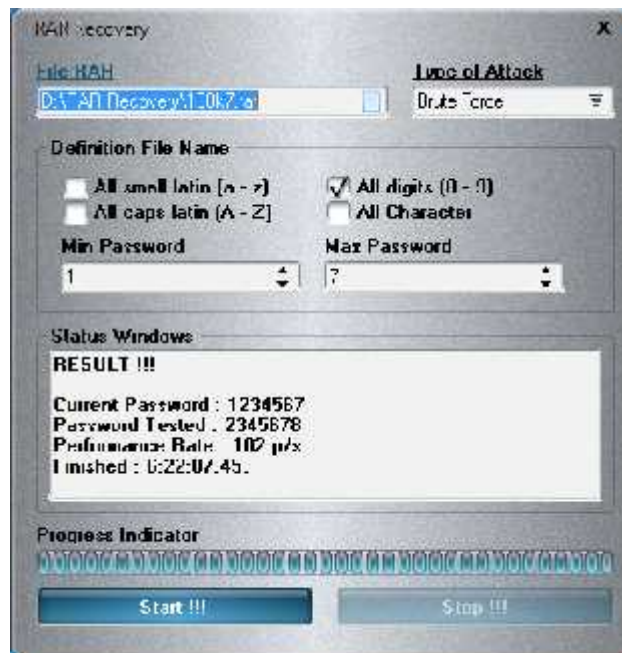 RAR Recovery X
File RAR Type of Attack
Brute Force
Definition File Name
All small latin (a - z) All digits (0 - 9)
All caps latin (A - Z) All Character
Min Password Max Password
1 7
Status Windows
RESULT !!!
Current Password : 1234567
Password Tested : 2345678
Performance Rate : 102 p/s
Finished : 6:22:07.45.
Progress Indicator
Start !!! Stop !!!